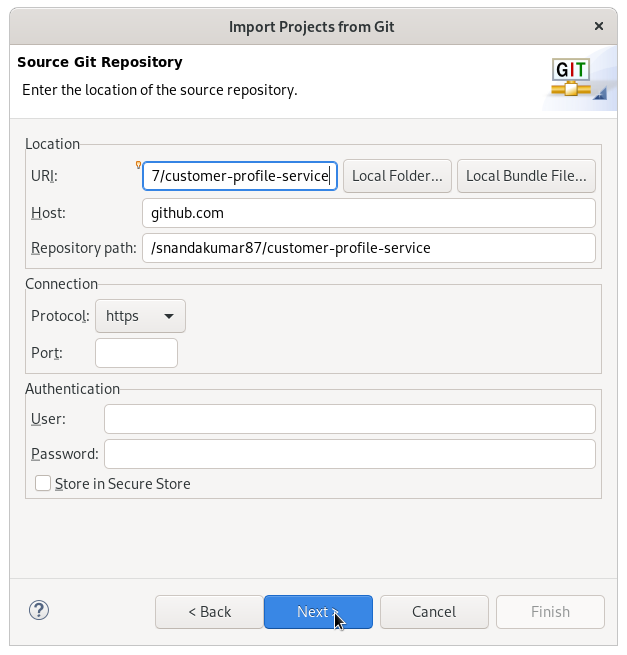 Import Projects from Git
×
Source Git Repository
Enter the location of the source repository.
GIT
Location
URI: 7/customer-profile-service Local Folder... Local Bundle File...
Host: github.com
Repository path: /snandakumar87/customer-profile-service
Connection
Protocol: https
Port:
Authentication
User:
Password:
Store in Secure Store
? < Back Next > Cancel Finish